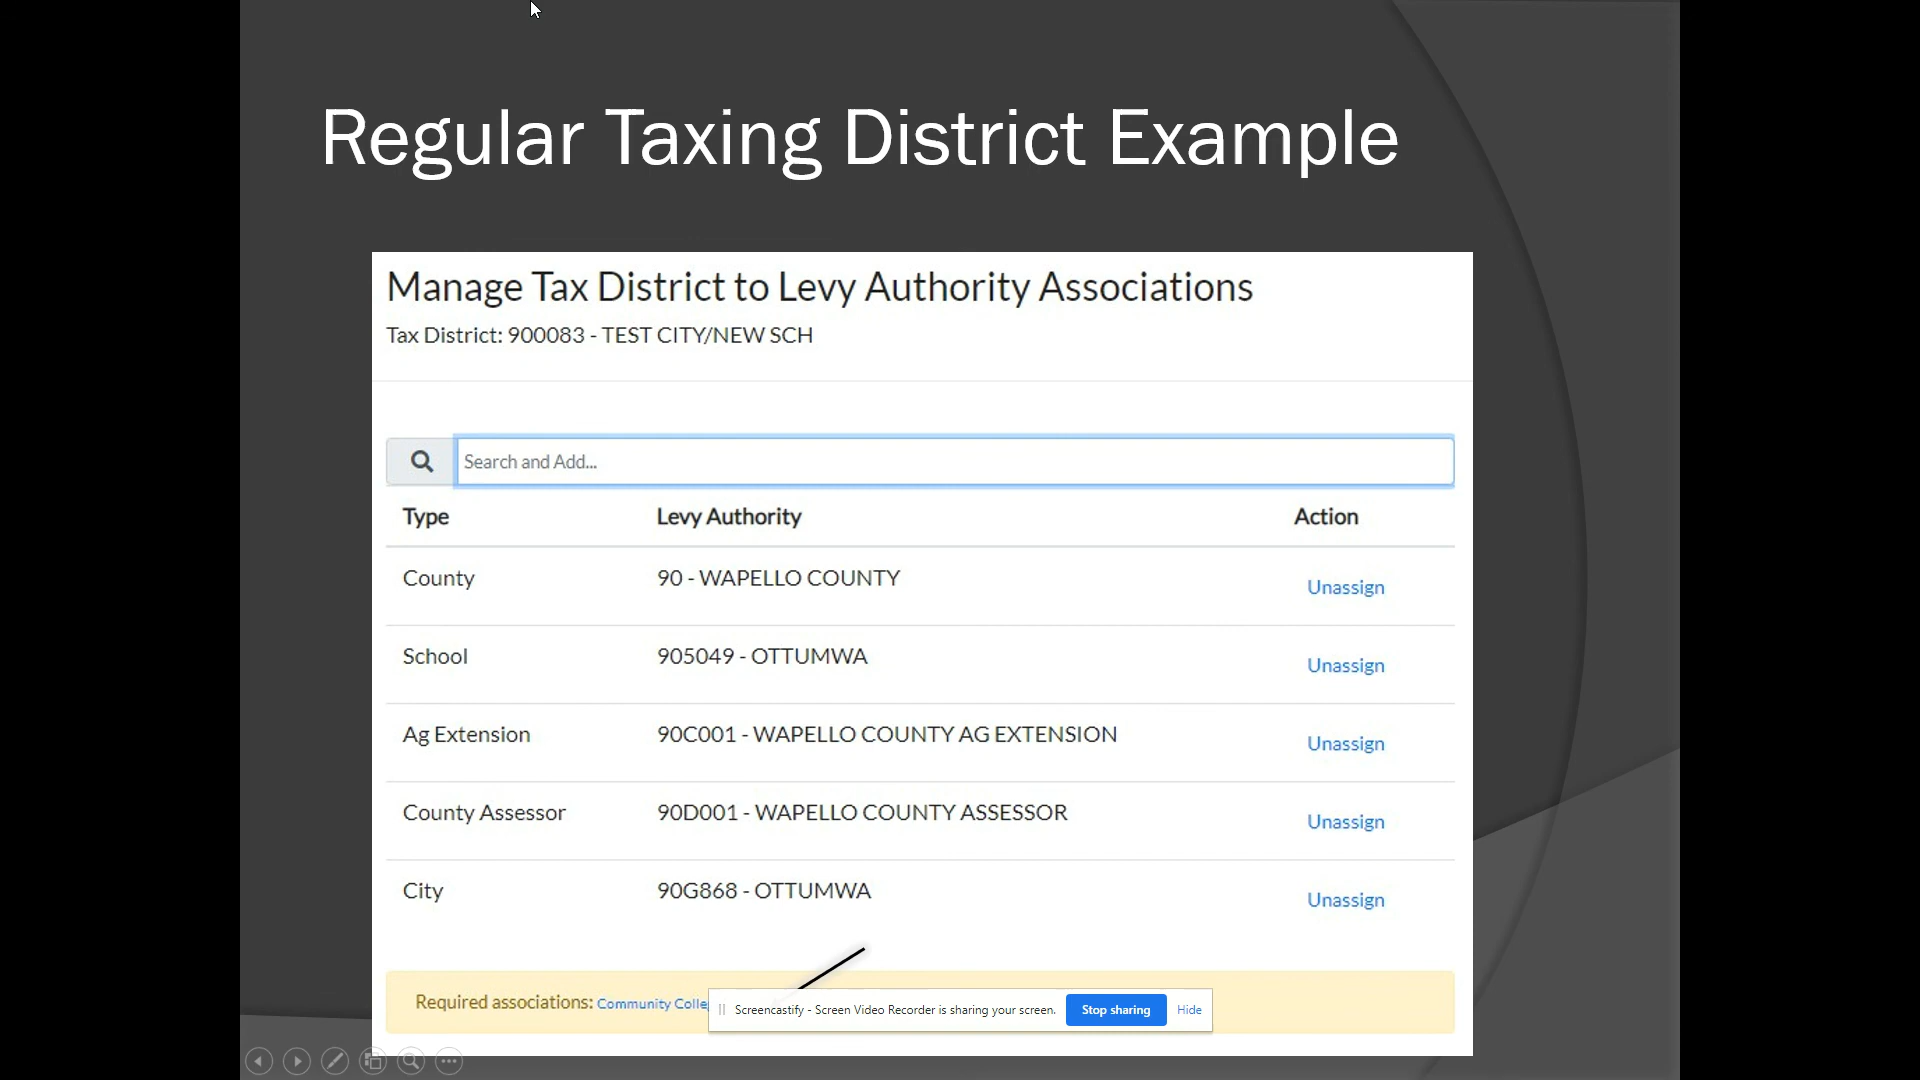 Regular Taxing District Example
Manage Tax District to Levy Authority Associations
Tax District: 900083 - TEST CITY/NEW SCH
Search and Add...
Type Levy Authority Action
County 90 - WAPELLO COUNTY Unassign
School 905049 - OTTUMWA Unassign
Ag Extension 90C001 - WAPELLO COUNTY AG EXTENSION Unassign
County Assessor 90D001 - WAPELLO COUNTY ASSESSOR Unassign
City 90G868 - OTTUMWA Unassign
Required associations: Community
Screencastify - Screen Video Recorder is sharing your screen. Stop sharing Hide